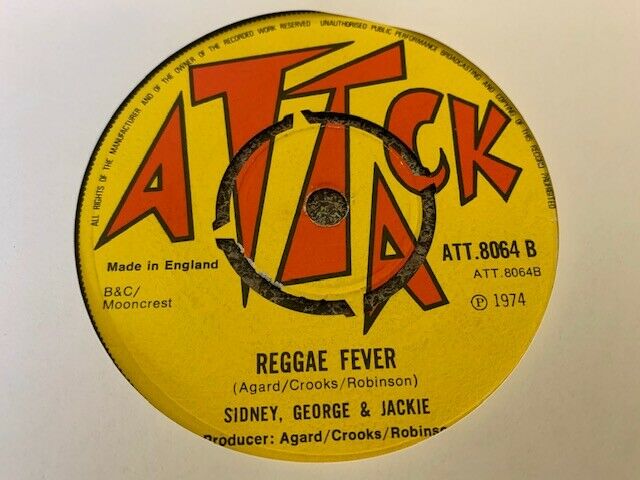 ALL RIGHTS OF THE MANUFACTURER AND OF THE OWNER OF THE RECORDED WORK RESERVED
UNAUTHORISED PUBLIC PERFORMANCE BROADCASTING AND COPYING OF THIS RECORD PROHIBITED
ATTACK
Made in England
B&C/
Mooncrest
ATT.8064 B
ATT.8064B
℗ 1974
REGGAE FEVER
(Agard/Crooks/Robinson)
SIDNEY, GEORGE & JACKIE
Producer: Agard/Crooks/Robins